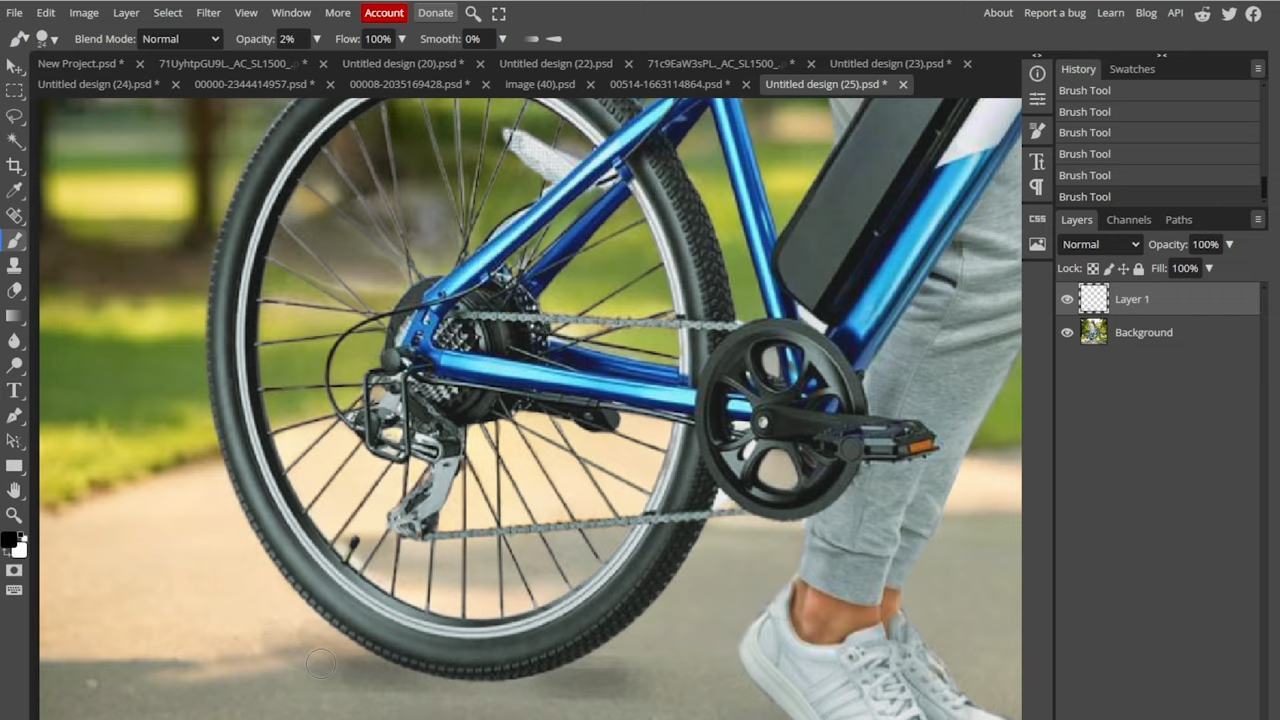 File Edit Image Layer Select Filter View Window More Account Donate About Report a bug Learn Blog API
24 Blend Mode: Normal Opacity: 2% Flow: 100% Smooth: 0%
New Project.psd * 71UyhtpGU9L._AC_SL1500_. * Untitled design (20).psd * Untitled design (22).psd 71c9EaW3sPL._AC_SL1500_. * Untitled design (23).psd *
Untitled design (24).psd * 00000-2344414957.psd * 00008-2035169428.psd * image (40).psd 00514-1663114864.psd * Untitled design (25).psd *
History Swatches
Brush Tool
Brush Tool
Brush Tool
Brush Tool
Brush Tool
Brush Tool
CSS
Layers Channels Paths
Normal Opacity: 100%
Lock: Fill: 100%
Layer 1
Background